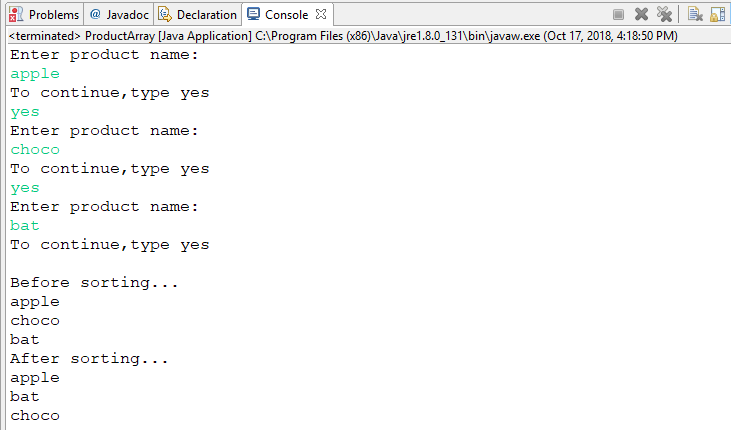 Problems @ Javadoc Declaration Console
<terminated> ProductArray [Java Application] C:\Program Files (x86)\Java\jre1.8.0_131\bin\javaw.exe (Oct 17, 2018, 4:18:50 PM)
Enter product name:
apple
To continue,type yes
yes
Enter product name:
choco
To continue,type yes
yes
Enter product name:
bat
To continue,type yes
Before sorting...
apple
choco
bat
After sorting...
apple
bat
choco